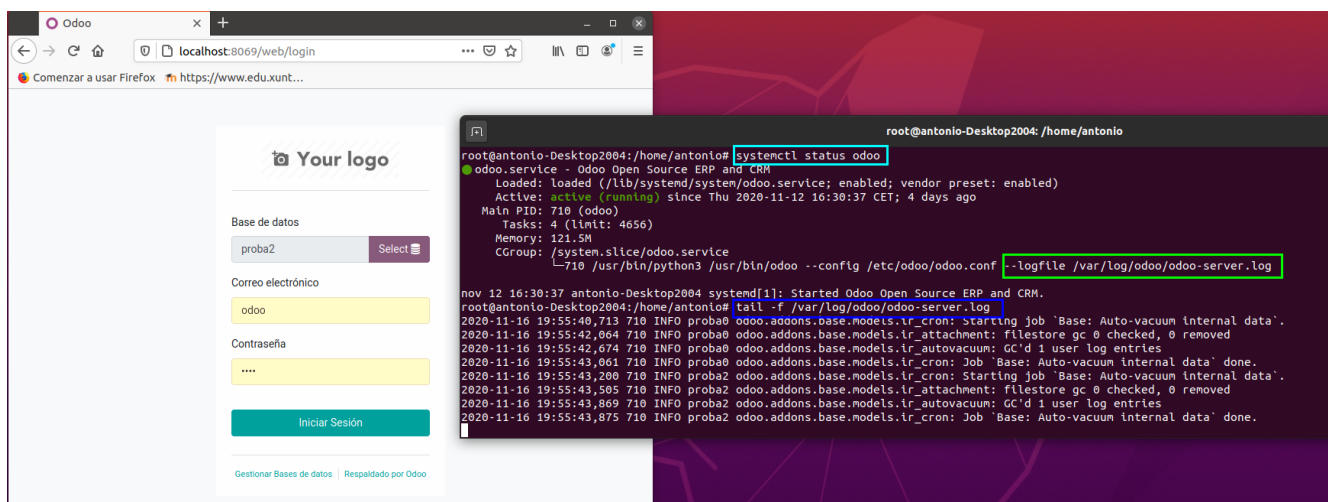 Odoo
localhost:8069/web/login
Comenzar a usar Firefox https://www.edu.xunt...
Your logo
Base de datos
proba2 Select
Correo electrónico
odoo
Contraseña
••••
Iniciar Sesión
Gestionar Bases de datos | Respaldado por Odoo
root@antonio-Desktop2004: /home/antonio
root@antonio-Desktop2004:/home/antonio# systemctl status odoo
odoo.service - Odoo Open Source ERP and CRM
Loaded: loaded (/lib/systemd/system/odoo.service; enabled; vendor preset: enabled)
Active: active (running) since Thu 2020-11-12 16:30:37 CET; 4 days ago
Main PID: 710 (odoo)
Tasks: 4 (limit: 4656)
Memory: 121.5M
CGroup: /system.slice/odoo.service
└─710 /usr/bin/python3 /usr/bin/odoo --config /etc/odoo/odoo.conf --logfile /var/log/odoo/odoo-server.log
nov 12 16:30:37 antonio-Desktop2004 systemd[1]: Started Odoo Open Source ERP and CRM.
root@antonio-Desktop2004:/home/antonio# tail -f /var/log/odoo/odoo-server.log
2020-11-16 19:55:40,713 710 INFO proba0 odoo.addons.base.models.ir_cron: Starting job `Base: Auto-vacuum internal data`.
2020-11-16 19:55:42,064 710 INFO proba0 odoo.addons.base.models.ir_attachment: filestore gc 0 checked, 0 removed
2020-11-16 19:55:42,674 710 INFO proba0 odoo.addons.base.models.ir_autovacuum: GC'd 1 user log entries
2020-11-16 19:55:43,061 710 INFO proba0 odoo.addons.base.models.ir_cron: Job `Base: Auto-vacuum internal data` done.
2020-11-16 19:55:43,200 710 INFO proba2 odoo.addons.base.models.ir_cron: Starting job `Base: Auto-vacuum internal data`.
2020-11-16 19:55:43,505 710 INFO proba2 odoo.addons.base.models.ir_attachment: filestore gc 0 checked, 0 removed
2020-11-16 19:55:43,869 710 INFO proba2 odoo.addons.base.models.ir_autovacuum: GC'd 1 user log entries
2020-11-16 19:55:43,875 710 INFO proba2 odoo.addons.base.models.ir_cron: Job `Base: Auto-vacuum internal data` done.